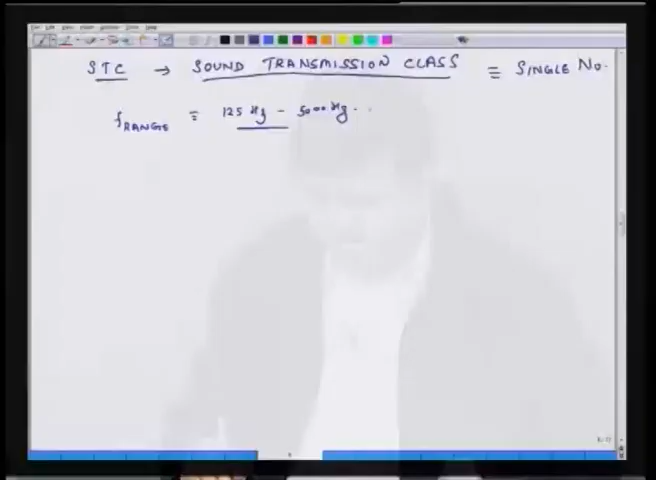 STC → SOUND TRANSMISSION CLASS ≡ SINGLE NO.
fRANGE = 125 Hz - 5000 Hz..